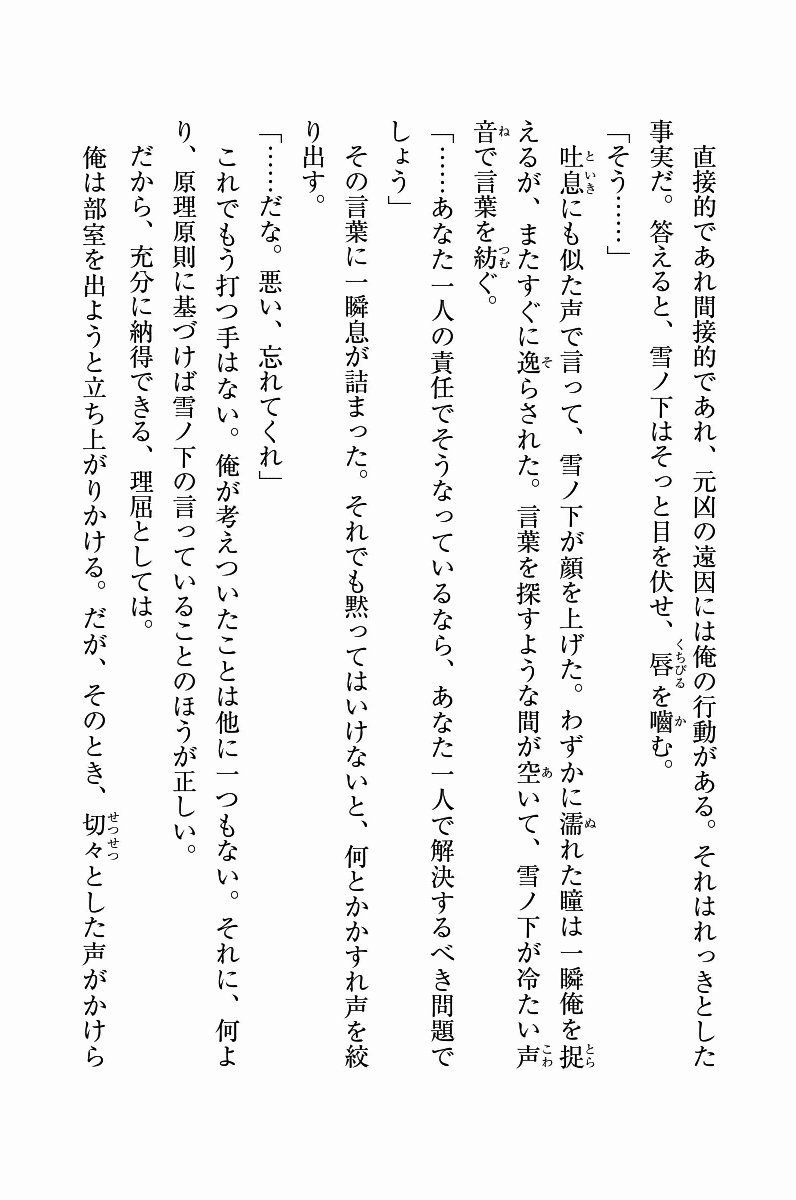 直接的であれ間接的であれ、元凶の遠因には俺の行動がある。それはれっきとした
事実だ。答えると、雪ノ下はそっと目を伏せ、唇を嚙む。
「そう……」
吐息にも似た声で言って、雪ノ下が顔を上げた。わずかに濡れた瞳は一瞬俺を捉
えるが、またすぐに逸らされた。言葉を探すような間が空いて、雪ノ下が冷たい声
音で言葉を紡ぐ。
「……あなた一人の責任でそうなっているなら、あなた一人で解決するべき問題で
しょう」
その言葉に一瞬息が詰まった。それでも黙ってはいけないと、何とかかすれ声を絞
り出す。
「……だな。悪い、忘れてくれ」
これでもう打つ手はない。俺が考えついたことは他に一つもない。それに、何よ
り、原理原則に基づけば雪ノ下の言っていることのほうが正しい。
だから、充分に納得できる、理屈としては。
俺は部室を出ようと立ち上がりかける。だが、そのとき、切々とした声がかけら